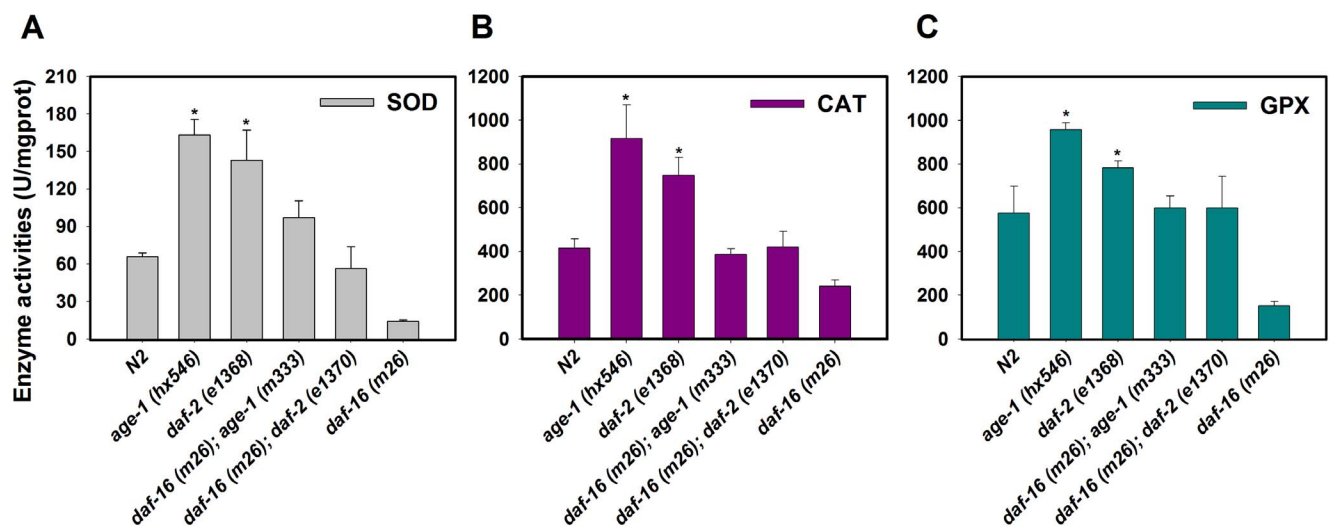 A
Enzyme activities (U/mgprot)
210
180
150
120
90
60
30
0
SOD
*
*
N2
age-1 (hx546)
daf-2 (e1368)
daf-16 (m26); age-1 (m333)
daf-16 (m26); daf-2 (e1370)
daf-16 (m26)
B
1200
1000
800
600
400
200
0
CAT
*
*
N2
age-1 (hx546)
daf-2 (e1368)
daf-16 (m26); age-1 (m333)
daf-16 (m26); daf-2 (e1370)
daf-16 (m26)
C
1200
1000
800
600
400
200
0
GPX
*
*
N2
age-1 (hx546)
daf-2 (e1368)
daf-16 (m26); age-1 (m333)
daf-16 (m26); daf-2 (e1370)
daf-16 (m26)